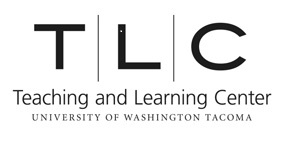 T|L|C
Teaching and Learning Center
UNIVERSITY OF WASHINGTON TACOMA